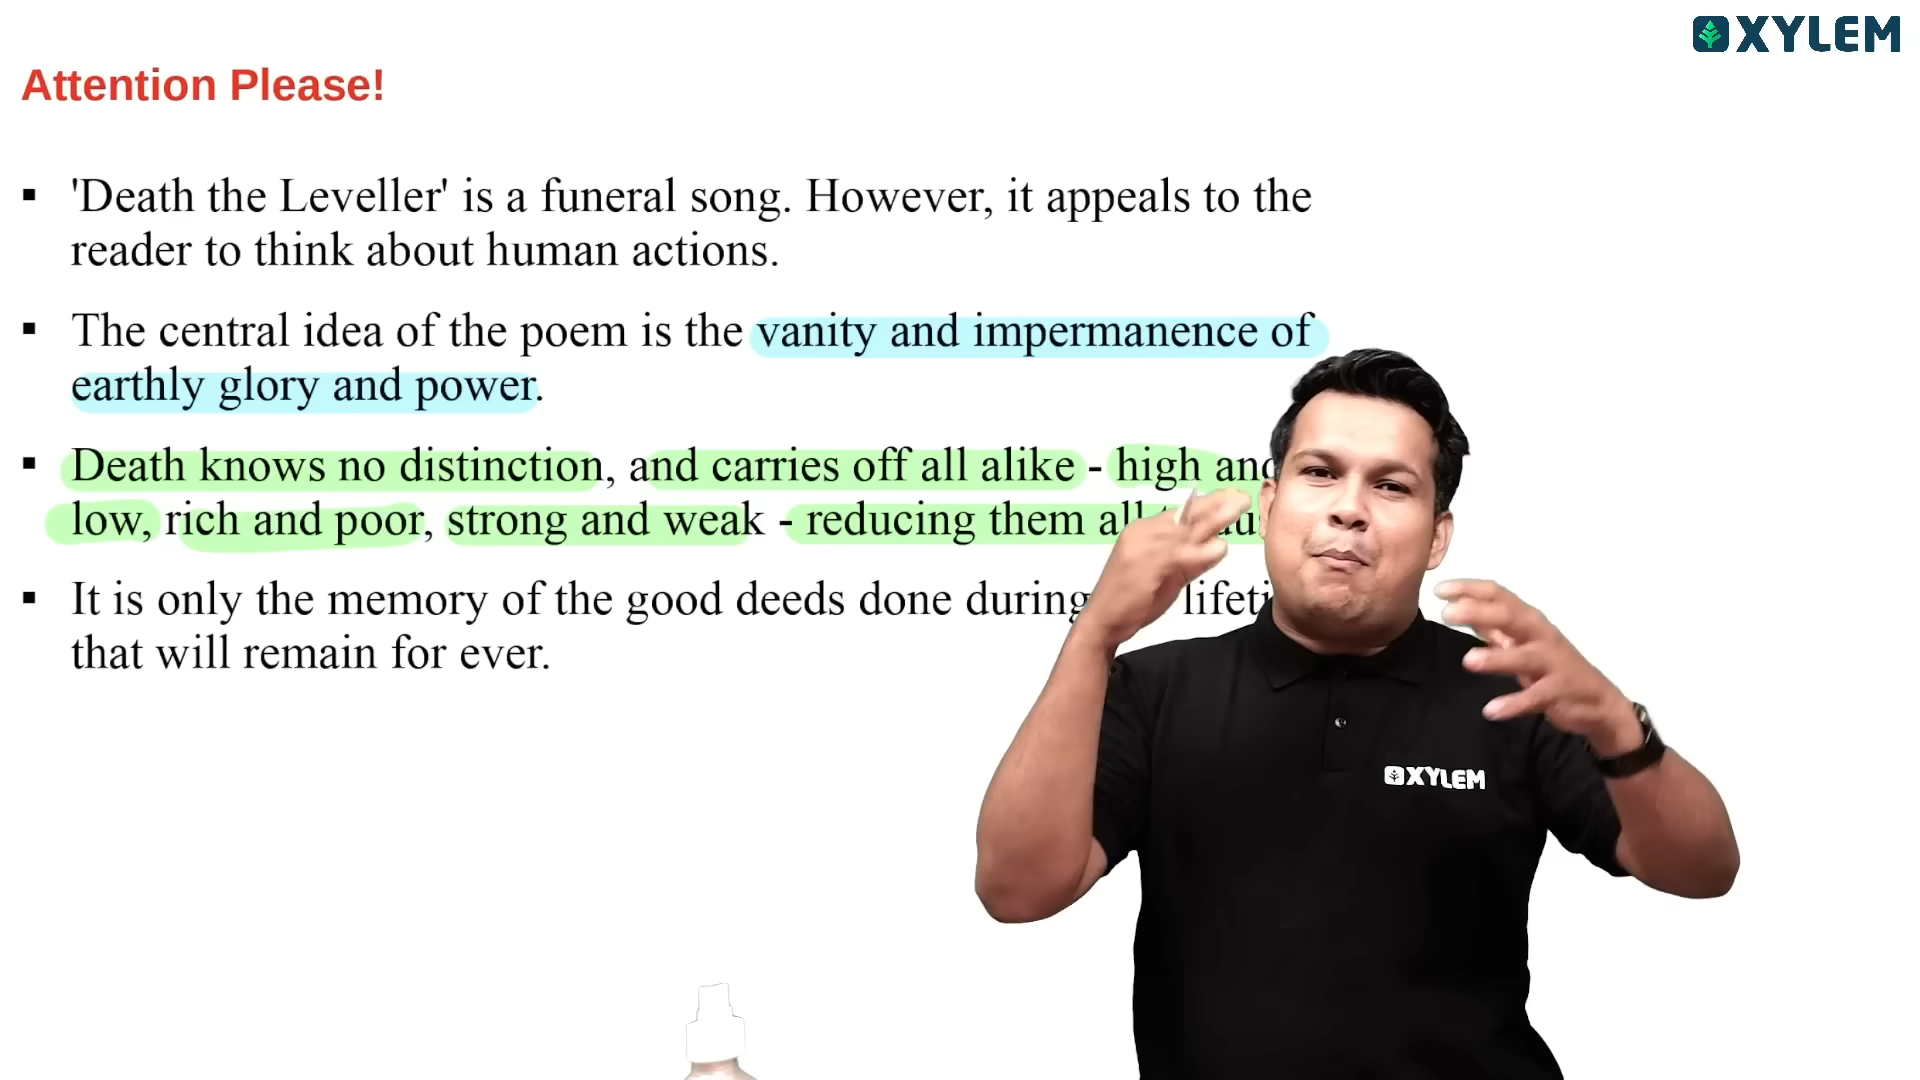 XYLEM
Attention Please!
▪ 'Death the Leveller' is a funeral song. However, it appeals to the
reader to think about human actions.
▪ The central idea of the poem is the vanity and impermanence of
earthly glory and power.
▪ Death knows no distinction, and carries off all alike - high and
low, rich and poor, strong and weak - reducing them all
▪ It is only the memory of the good deeds done during
that will remain for ever.
XYLEM